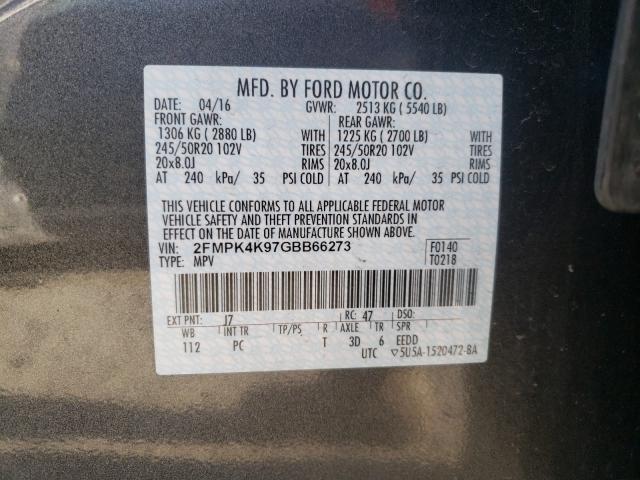 MFD. BY FORD MOTOR CO.
DATE: 04/16 GVWR: 2513 KG ( 5540 LB)
FRONT GAWR: REAR GAWR:
1306 KG ( 2880 LB) WITH 1225 KG ( 2700 LB) WITH
245/50R20 102V TIRES 245/50R20 102V TIRES
20x8.0J RIMS 20x8.0J RIMS
AT 240 kPa/ 35 PSI COLD AT 240 kPa/ 35 PSI COLD
THIS VEHICLE CONFORMS TO ALL APPLICABLE FEDERAL MOTOR
VEHICLE SAFETY AND THEFT PREVENTION STANDARDS IN
EFFECT ON THE DATE OF MANUFACTURE SHOWN ABOVE.
VIN: 2FMPK4K97GBB66273 F0140
TYPE: MPV T0218
EXT PNT: J7 RC: 47 DSO:
WB INT TR TP/PS R AXLE TR SPR
112 PC T 3D 6 EEDD
UTC ▽5U5A-1520472-BA